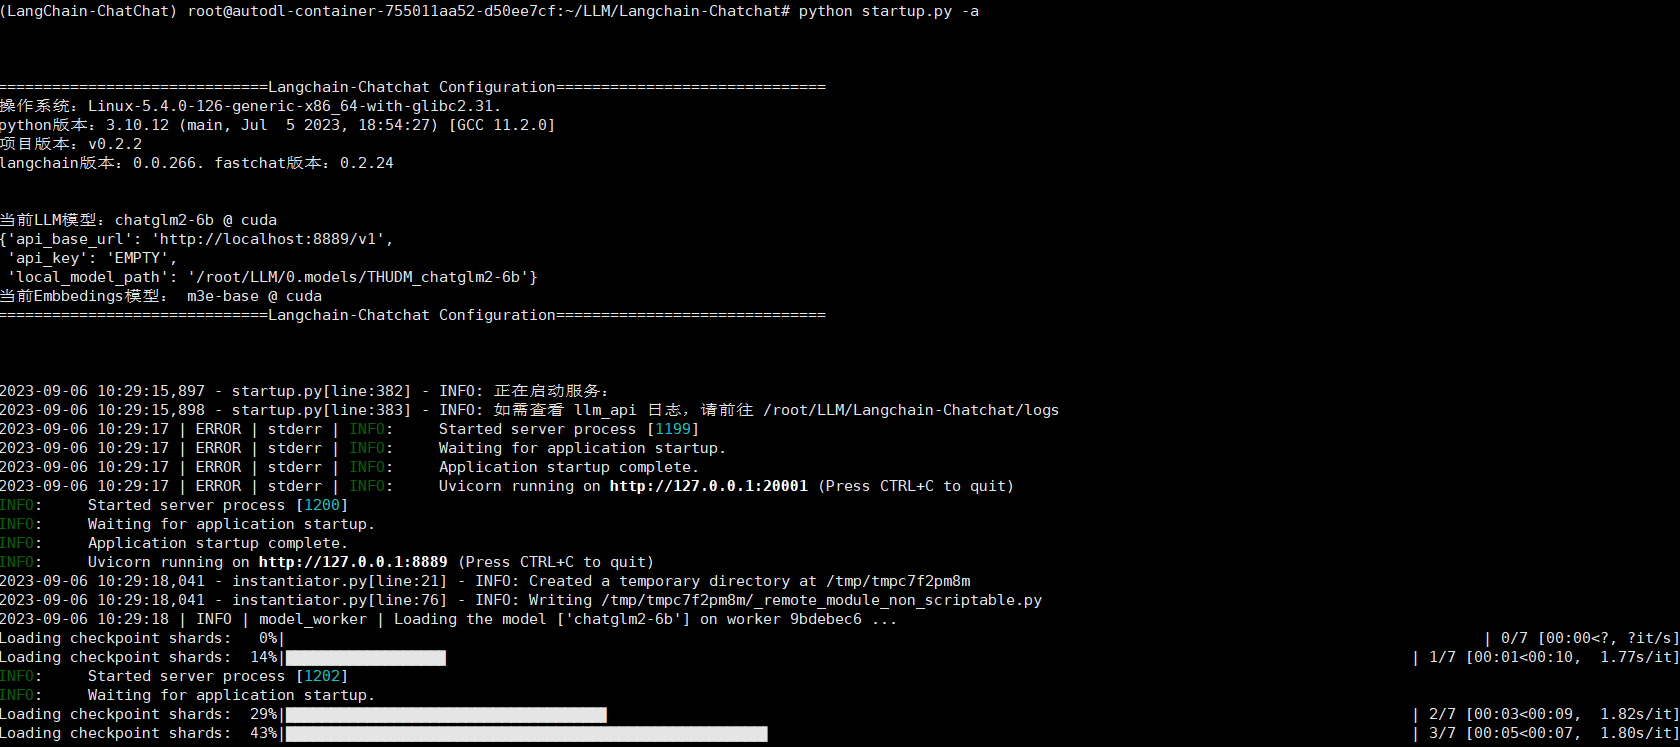 (LangChain-ChatChat) root@autodl-container-755011aa52-d50ee7cf:~/LLM/Langchain-Chatchat# python startup.py -a
==============================Langchain-Chatchat Configuration==============================
操作系统：Linux-5.4.0-126-generic-x86_64-with-glibc2.31.
python版本：3.10.12 (main, Jul  5 2023, 18:54:27) [GCC 11.2.0]
项目版本：v0.2.2
langchain版本：0.0.266. fastchat版本：0.2.24
当前LLM模型：chatglm2-6b @ cuda
{'api_base_url': 'http://localhost:8889/v1',
 'api_key': 'EMPTY',
 'local_model_path': '/root/LLM/0.models/THUDM_chatglm2-6b'}
当前Embbedings模型： m3e-base @ cuda
==============================Langchain-Chatchat Configuration==============================
2023-09-06 10:29:15,897 - startup.py[line:382] - INFO: 正在启动服务：
2023-09-06 10:29:15,898 - startup.py[line:383] - INFO: 如需查看 llm_api 日志，请前往 /root/LLM/Langchain-Chatchat/logs
2023-09-06 10:29:17 | ERROR | stderr | INFO:     Started server process [1199]
2023-09-06 10:29:17 | ERROR | stderr | INFO:     Waiting for application startup.
2023-09-06 10:29:17 | ERROR | stderr | INFO:     Application startup complete.
2023-09-06 10:29:17 | ERROR | stderr | INFO:     Uvicorn running on http://127.0.0.1:20001 (Press CTRL+C to quit)
INFO:     Started server process [1200]
INFO:     Waiting for application startup.
INFO:     Application startup complete.
INFO:     Uvicorn running on http://127.0.0.1:8889 (Press CTRL+C to quit)
2023-09-06 10:29:18,041 - instantiator.py[line:21] - INFO: Created a temporary directory at /tmp/tmpc7f2pm8m
2023-09-06 10:29:18,041 - instantiator.py[line:76] - INFO: Writing /tmp/tmpc7f2pm8m/_remote_module_non_scriptable.py
2023-09-06 10:29:18 | INFO | model_worker | Loading the model ['chatglm2-6b'] on worker 9bdebec6 ...
Loading checkpoint shards:   0%| | 0/7 [00:00<?, ?it/s]
Loading checkpoint shards:  14%| | 1/7 [00:01<00:10,  1.77s/it]
INFO:     Started server process [1202]
INFO:     Waiting for application startup.
Loading checkpoint shards:  29%| | 2/7 [00:03<00:09,  1.82s/it]
Loading checkpoint shards:  43%| | 3/7 [00:05<00:07,  1.80s/it]